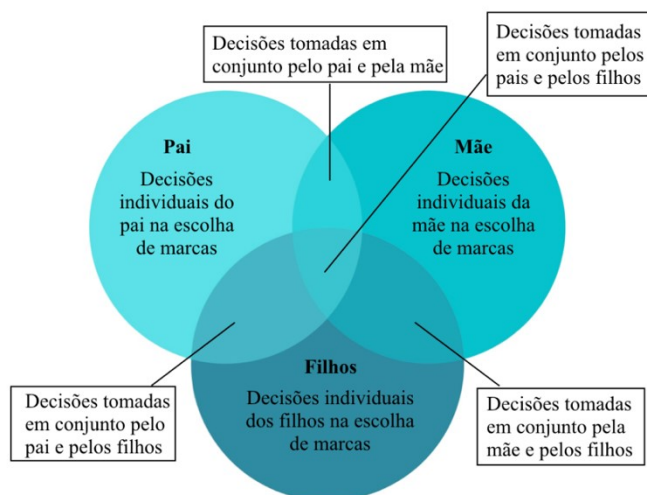 Decisões tomadas em
conjunto pelo pai e pela mãe
Decisões tomadas
em conjunto pelos
pais e pelos filhos
Pai
Decisões
individuais do
pai na escolha
de marcas
Mãe
Decisões
individuais da
mãe na escolha
de marcas
Filhos
Decisões individuais
dos filhos na escolha
de marcas
Decisões tomadas
em conjunto pelo
pai e pelos filhos
Decisões tomadas
em conjunto pela
mãe e pelos filhos